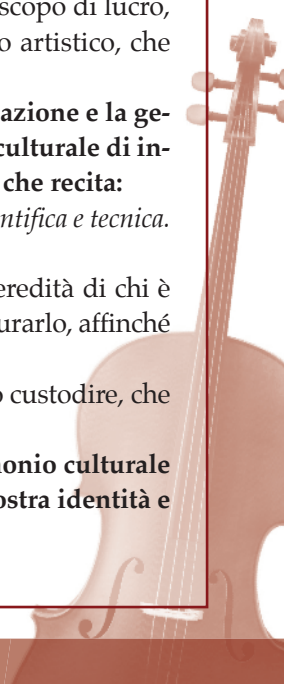 scopo di lucro,
o artistico, che
azione e la ge-
culturale di in-
che recita:
ntifica e tecnica.
eredità di chi è
urarlo, affinché
o custodire, che
nonio culturale
ostra identità e